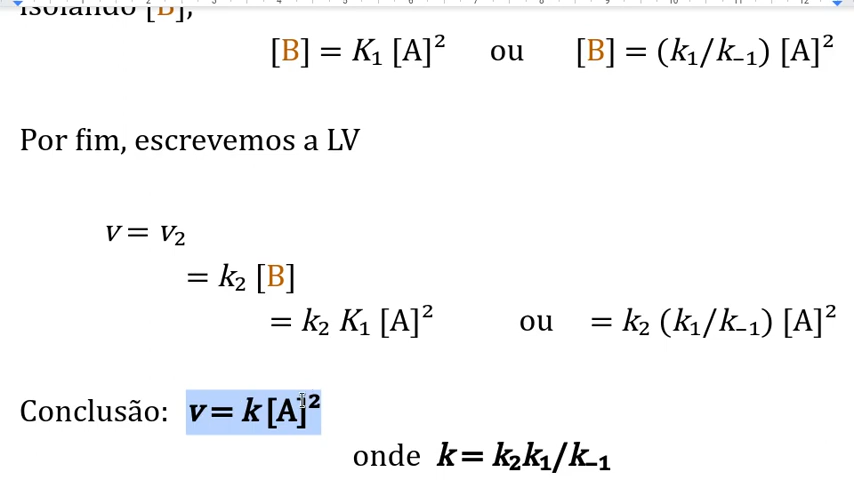 isolando [B],
[B] = K₁ [A]² ou [B] = (k₁/k₋₁) [A]²
Por fim, escrevemos a LV
v = v₂
= k₂ [B]
= k₂ K₁ [A]² ou = k₂ (k₁/k₋₁) [A]²
Conclusão: v = k [A]²
onde k = k₂k₁/k₋₁